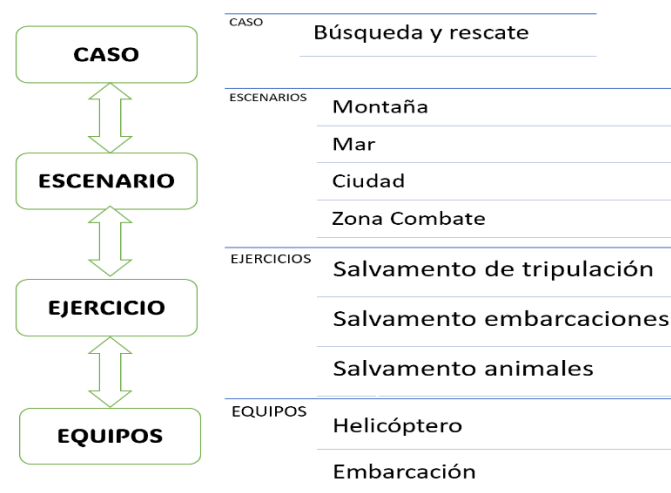 CASO
CASO
Búsqueda y rescate
ESCENARIO
ESCENARIOS
Montaña
Mar
Ciudad
Zona Combate
EJERCICIO
EJERCICIOS
Salvamento de tripulación
Salvamento embarcaciones
Salvamento animales
EQUIPOS
EQUIPOS
Helicóptero
Embarcación